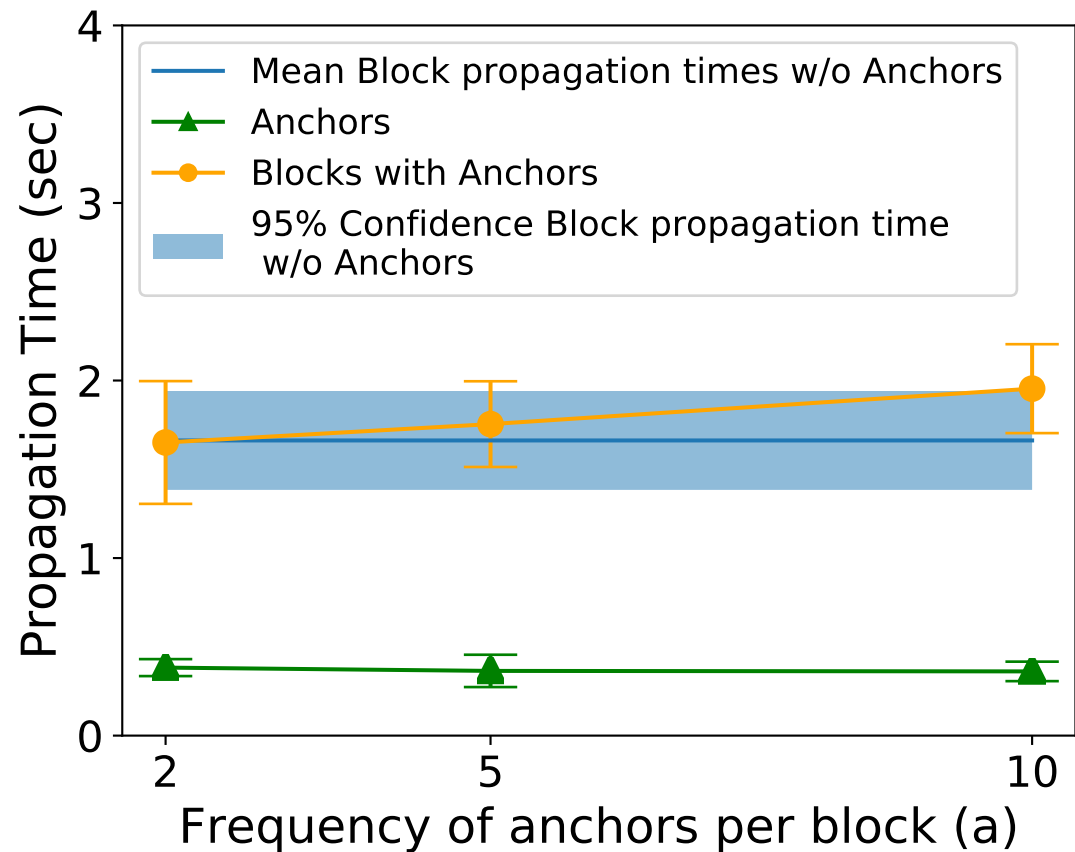 4
3
2
1
0
Propagation Time (sec)
Mean Block propagation times w/o Anchors
Anchors
Blocks with Anchors
95% Confidence Block propagation time
w/o Anchors
2 5 10
Frequency of anchors per block (a)